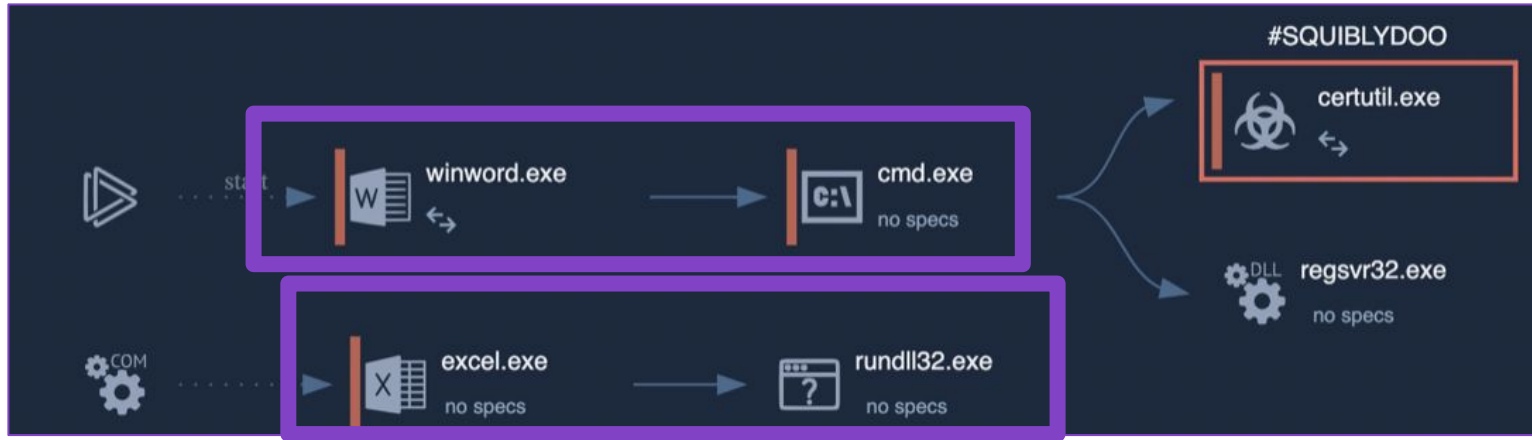 #SQUIBLYDOO
certutil.exe
start
winword.exe
W
cmd.exe
C:\
no specs
DLL
regsvr32.exe
no specs
COM
excel.exe
X
no specs
rundll32.exe
?
no specs